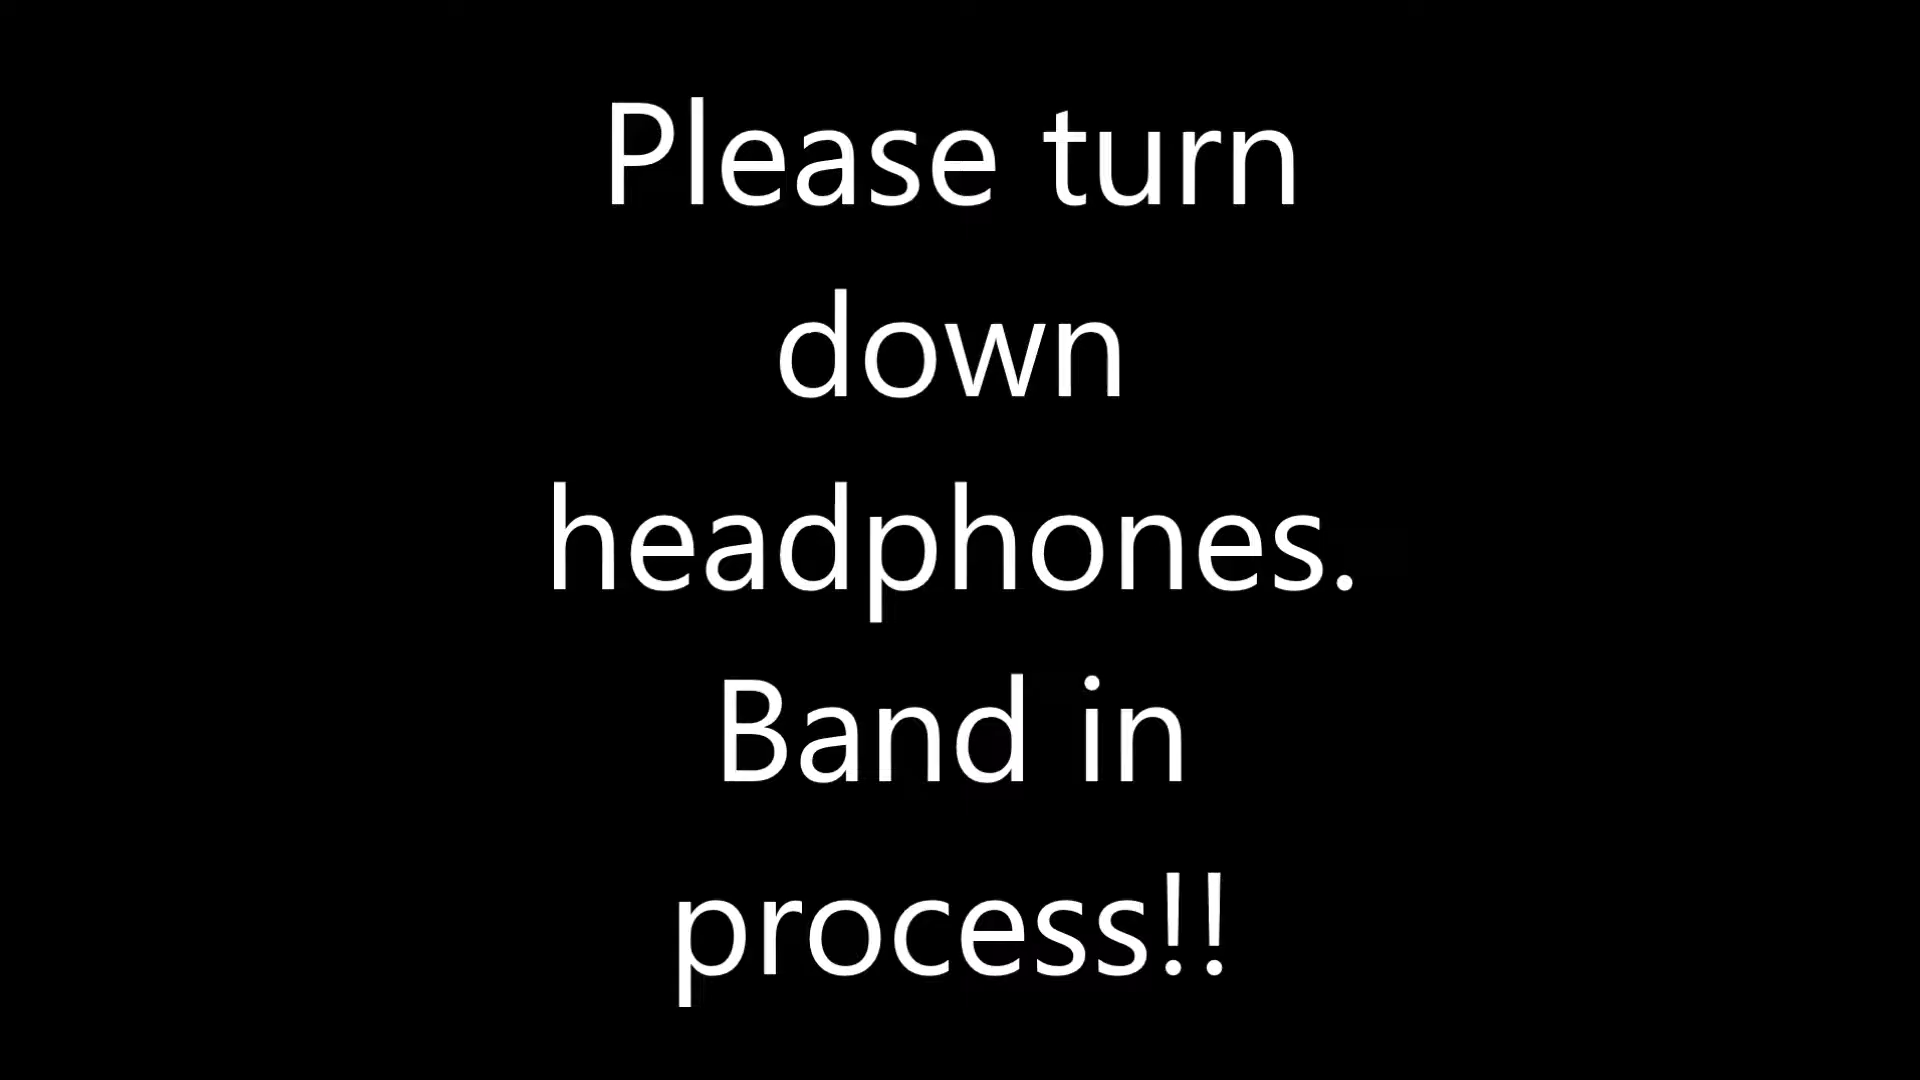 Please turn
down
headphones.
Band in
process!!